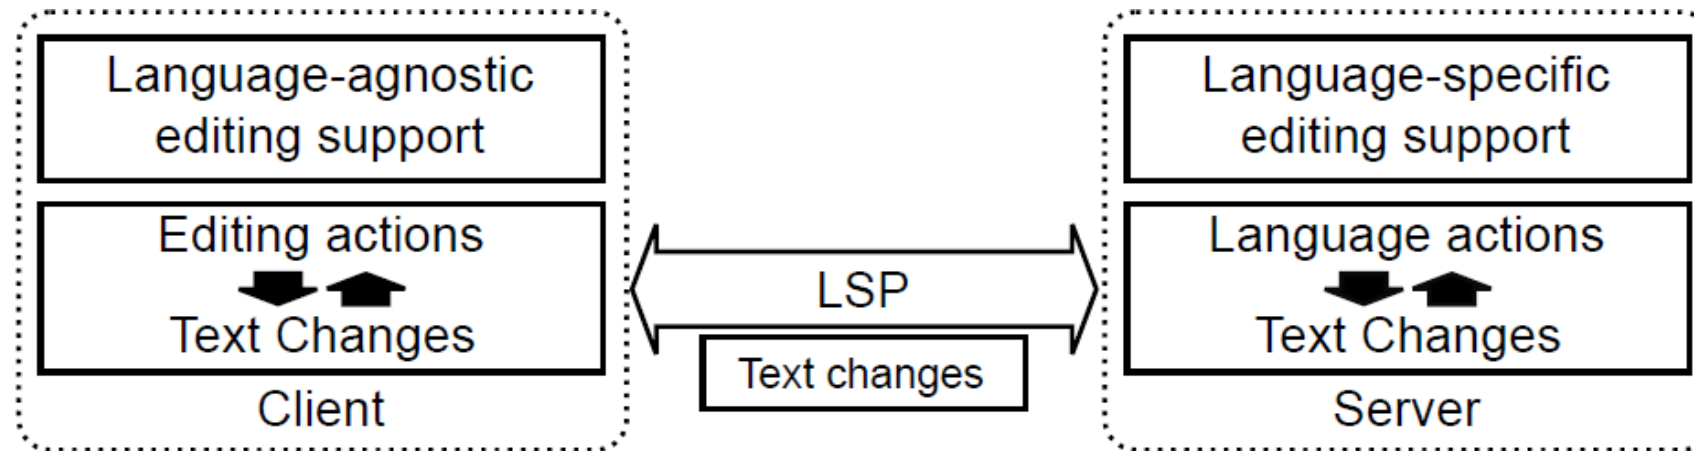 Language-agnostic
editing support
Editing actions
Text Changes
Client
LSP
Text changes
Language-specific
editing support
Language actions
Text Changes
Server